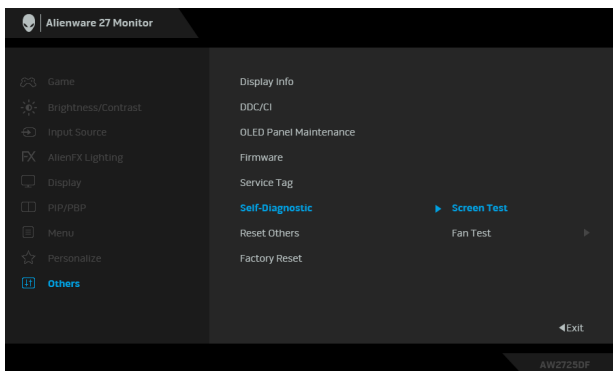 Alienware 27 Monitor
Game
Brightness/Contrast
Input Source
AlienFX Lighting
Display
PIP/PBP
Menu
Personalize
Others
Display Info
DDC/CI
OLED Panel Maintenance
Firmware
Service Tag
Self-Diagnostic
Reset Others
Factory Reset
Screen Test
Fan Test
Exit
AW2725DF